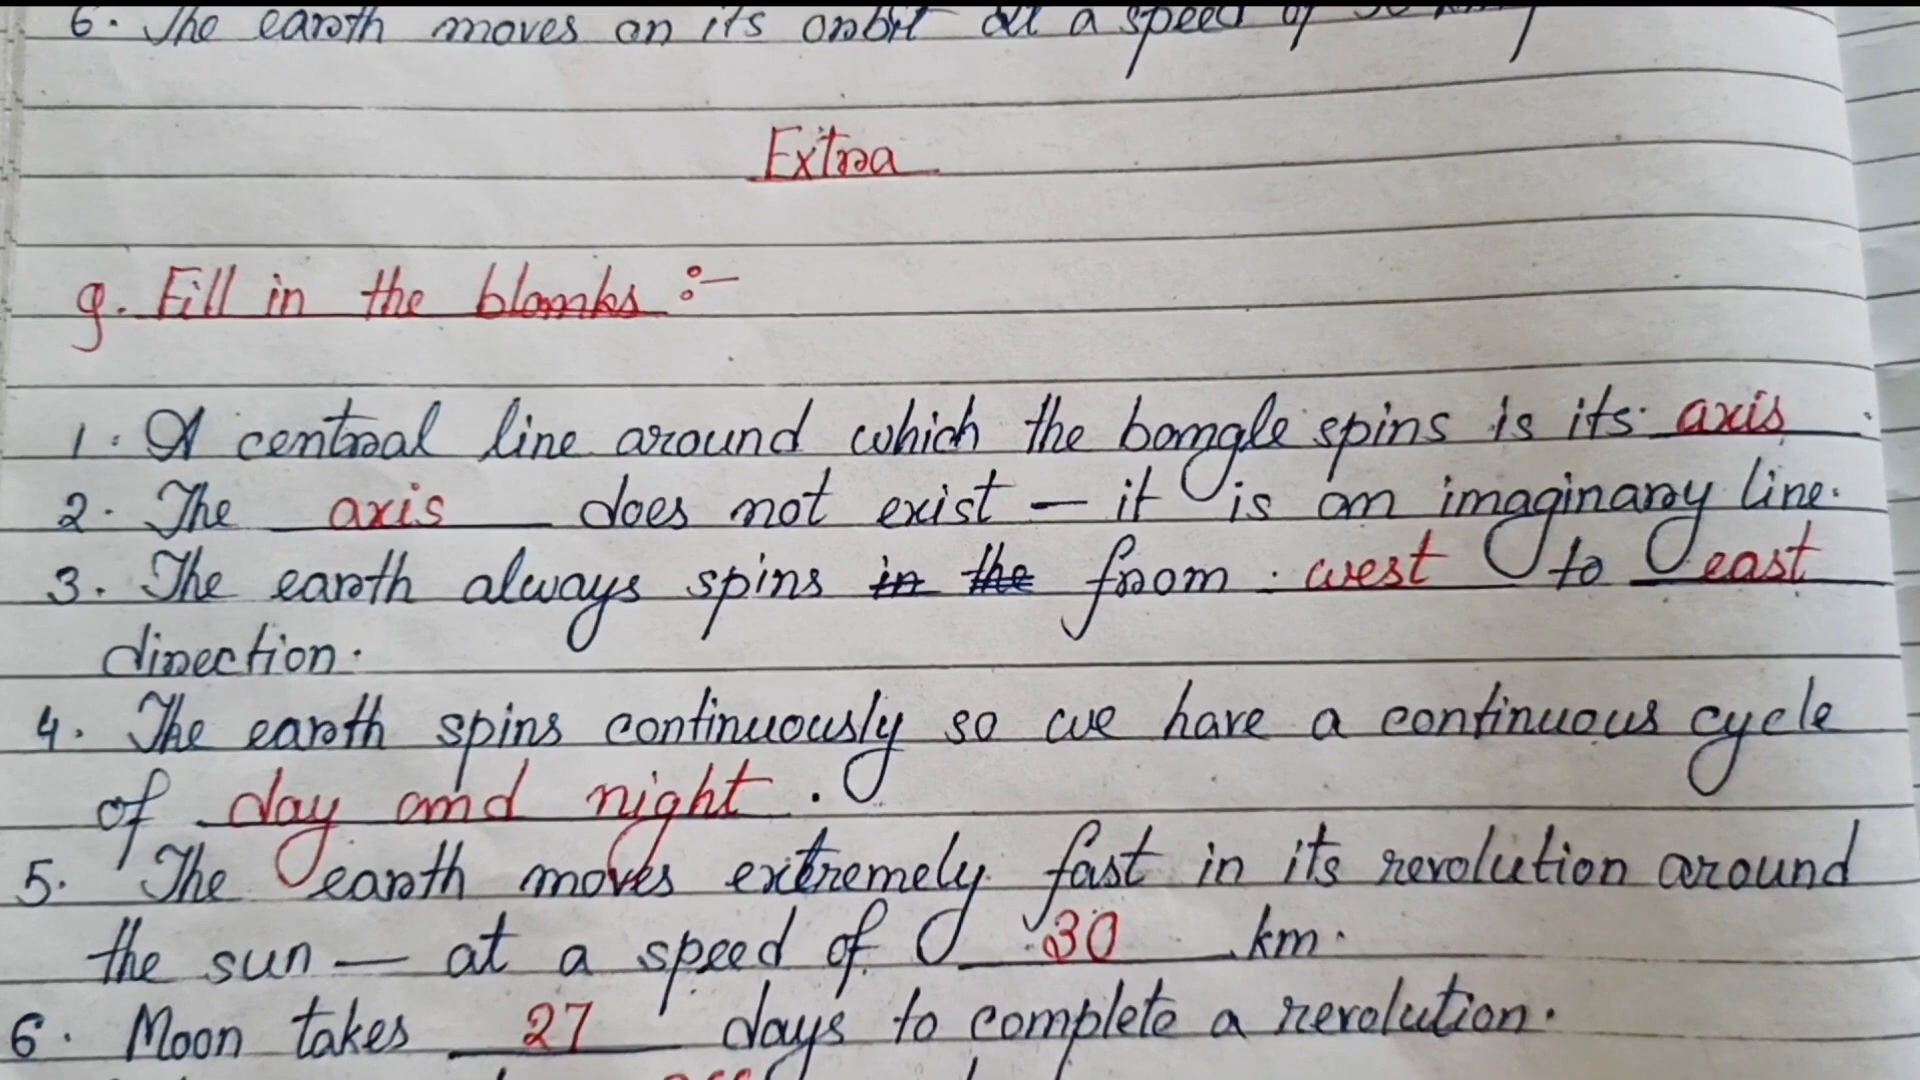 6. The earth moves on its orbit at a speed of 30 km
Extra
g. Fill in the blanks :-
1. A central line around which the bangle spins is its axis.
2. The axis does not exist — it is an imaginary line.
3. The earth always spins in the from west to east
direction.
4. The earth spins continuously so we have a continuous cycle
of day and night.
5. The earth moves extremely fast in its revolution around
the sun — at a speed of 30 km.
6. Moon takes 27 days to complete a revolution.